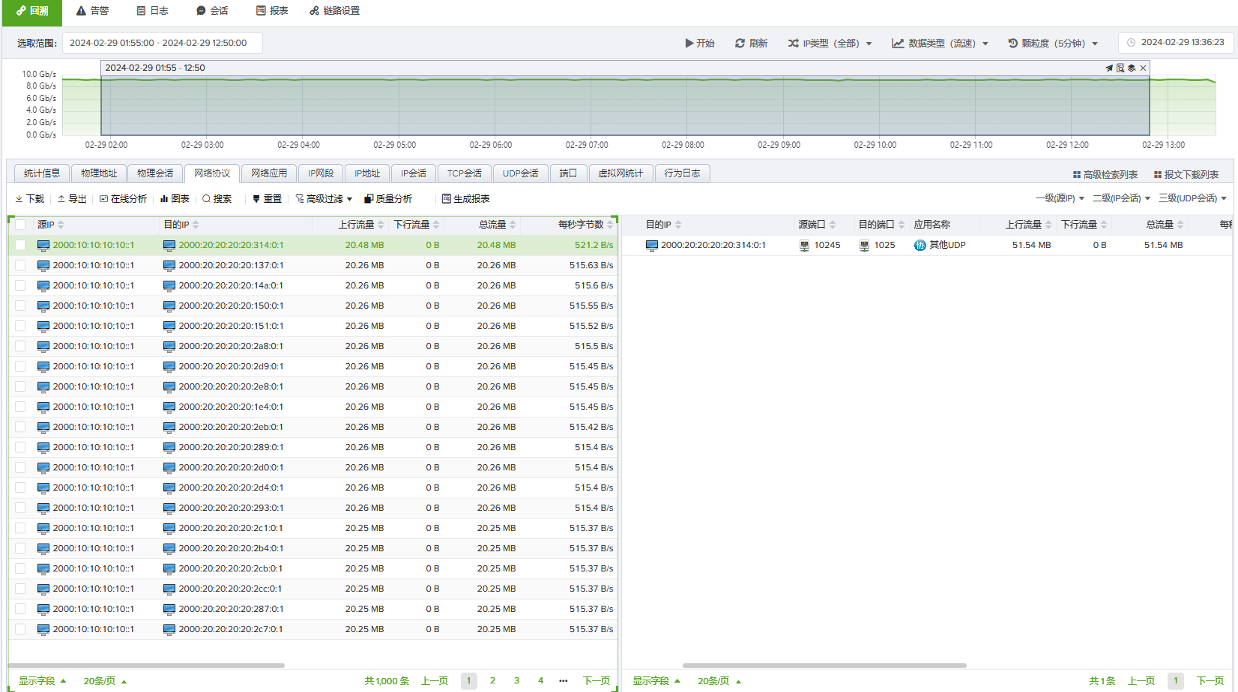 回溯 告警 日志 会话 报表 链路设置
选取范围: 2024-02-29 01:55:00 - 2024-02-29 12:50:00 开始 刷新 IP类型（全部） 数据类型（流速） 颗粒度（5分钟） 2024-02-29 13:36:23
2024-02-29 01:55 - 12:50
10.0 Gb/s
8.0 Gb/s
6.0 Gb/s
4.0 Gb/s
2.0 Gb/s
0.0 Gb/s
02-29 02:00 02-29 03:00 02-29 04:00 02-29 05:00 02-29 06:00 02-29 07:00 02-29 08:00 02-29 09:00 02-29 10:00 02-29 11:00 02-29 12:00 02-29 13:00
统计信息 物理地址 物理会话 网络协议 网络应用 IP网段 IP地址 IP会话 TCP会话 UDP会话 端口 虚拟网统计 行为日志 高级检索列表 报文下载列表
下载 导出 在线分析 图表 搜索 重置 高级过滤 质量分析 生成报表 一级(源IP) 二级(IP会话) 三级(UDP会话)
源IP 目的IP 上行流量 下行流量 总流量 每秒字节数
2000:10:10:10:10::1 2000:20:20:20:20:314:0:1 20.48 MB 0 B 20.48 MB 521.2 B/s
2000:10:10:10:10::1 2000:20:20:20:20:137:0:1 20.26 MB 0 B 20.26 MB 515.63 B/s
2000:10:10:10:10::1 2000:20:20:20:20:14a:0:1 20.26 MB 0 B 20.26 MB 515.6 B/s
2000:10:10:10:10::1 2000:20:20:20:20:150:0:1 20.26 MB 0 B 20.26 MB 515.55 B/s
2000:10:10:10:10::1 2000:20:20:20:20:151:0:1 20.26 MB 0 B 20.26 MB 515.52 B/s
2000:10:10:10:10::1 2000:20:20:20:20:2a8:0:1 20.26 MB 0 B 20.26 MB 515.5 B/s
2000:10:10:10:10::1 2000:20:20:20:20:2d9:0:1 20.26 MB 0 B 20.26 MB 515.45 B/s
2000:10:10:10:10::1 2000:20:20:20:20:2e8:0:1 20.26 MB 0 B 20.26 MB 515.45 B/s
2000:10:10:10:10::1 2000:20:20:20:20:1e4:0:1 20.26 MB 0 B 20.26 MB 515.45 B/s
2000:10:10:10:10::1 2000:20:20:20:20:2eb:0:1 20.26 MB 0 B 20.26 MB 515.42 B/s
2000:10:10:10:10::1 2000:20:20:20:20:289:0:1 20.26 MB 0 B 20.26 MB 515.4 B/s
2000:10:10:10:10::1 2000:20:20:20:20:2d0:0:1 20.26 MB 0 B 20.26 MB 515.4 B/s
2000:10:10:10:10::1 2000:20:20:20:20:2d4:0:1 20.26 MB 0 B 20.26 MB 515.4 B/s
2000:10:10:10:10::1 2000:20:20:20:20:293:0:1 20.26 MB 0 B 20.26 MB 515.4 B/s
2000:10:10:10:10::1 2000:20:20:20:20:2c1:0:1 20.25 MB 0 B 20.25 MB 515.37 B/s
2000:10:10:10:10::1 2000:20:20:20:20:2b4:0:1 20.25 MB 0 B 20.25 MB 515.37 B/s
2000:10:10:10:10::1 2000:20:20:20:20:2cb:0:1 20.25 MB 0 B 20.25 MB 515.37 B/s
2000:10:10:10:10::1 2000:20:20:20:20:2cc:0:1 20.25 MB 0 B 20.25 MB 515.37 B/s
2000:10:10:10:10::1 2000:20:20:20:20:287:0:1 20.25 MB 0 B 20.25 MB 515.37 B/s
2000:10:10:10:10::1 2000:20:20:20:20:2c7:0:1 20.25 MB 0 B 20.25 MB 515.37 B/s
显示字段 20条/页 共 1,000 条 上一页 1 2 3 4 ••• 下一页
目的IP 源端口 目的端口 应用名称 上行流量 下行流量 总流量 每秒
2000:20:20:20:20:314:0:1 10245 1025 其他UDP 51.54 MB 0 B 51.54 MB
显示字段 20条/页 共 1 条 上一页 1 下一页